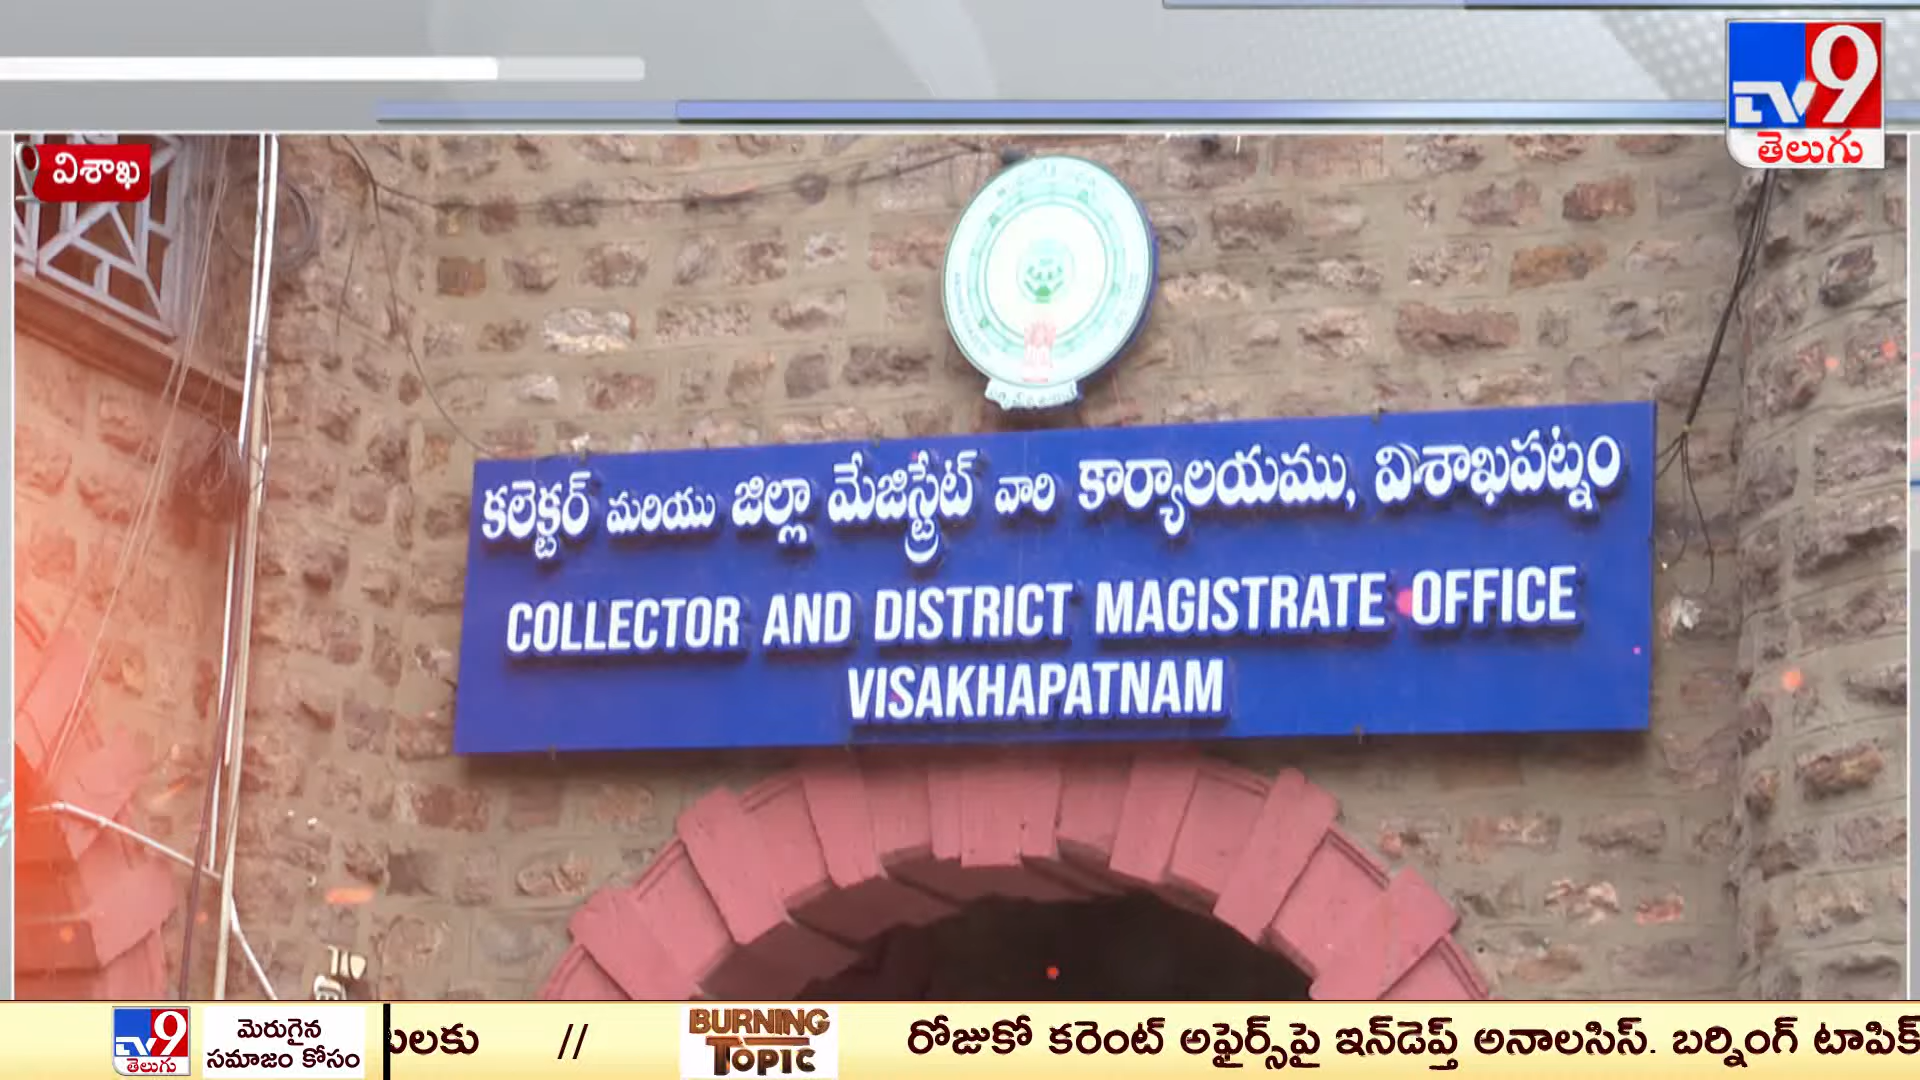 TV9
తెలుగు
విశాఖ
కలెక్టర్ మరియు జిల్లా మేజిస్ట్రేట్ వారి కార్యాలయము, విశాఖపట్నం
COLLECTOR AND DISTRICT MAGISTRATE OFFICE
VISAKHAPATNAM
TV9
తెలుగు
మెరుగైన
సమాజం కోసం
// BURNING TOPIC రోజుకో కరెంట్ అఫైర్స్‌పై ఇన్‌డెప్త్ అనాలసిస్. బర్నింగ్ టాపిక్